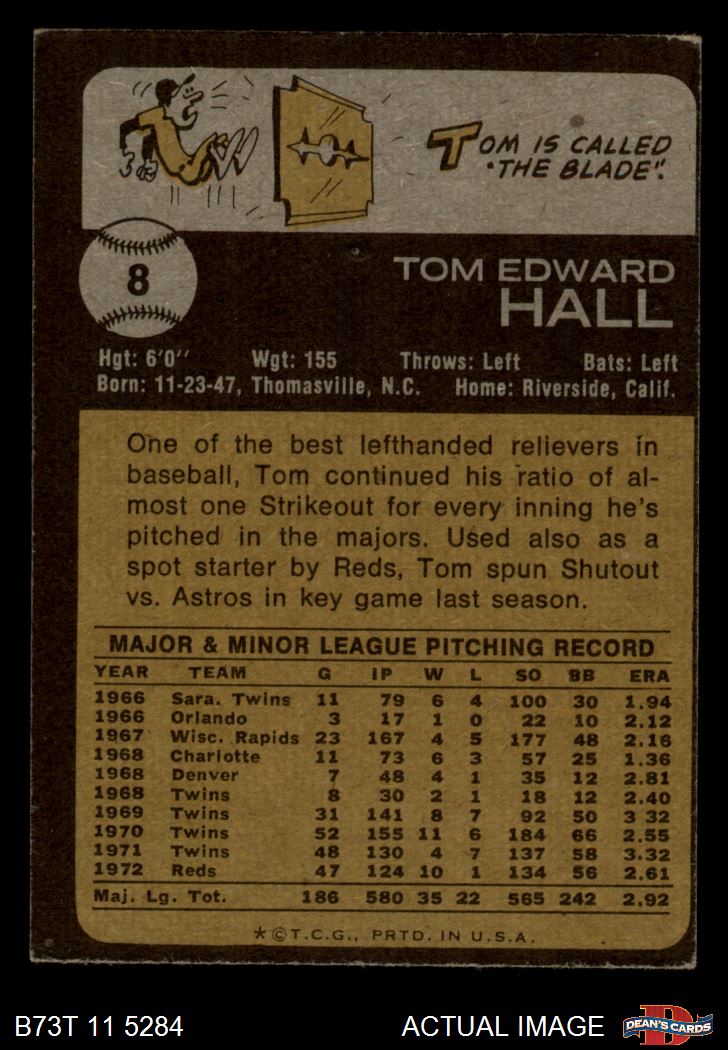 TOM IS CALLED
"THE BLADE".
8
TOM EDWARD
HALL
Hgt: 6'0" Wgt: 155 Throws: Left Bats: Left
Born: 11-23-47, Thomasville, N.C. Home: Riverside, Calif.
One of the best lefthanded relievers in
baseball, Tom continued his ratio of al-
most one Strikeout for every inning he's
pitched in the majors. Used also as a
spot starter by Reds, Tom spun Shutout
vs. Astros in key game last season.
MAJOR & MINOR LEAGUE PITCHING RECORD
YEAR TEAM G IP W L SO BB ERA
1966 Sara. Twins 11 79 6 4 100 30 1.94
1966 Orlando 3 17 1 0 22 10 2.12
1967 Wisc. Rapids 23 167 4 5 177 48 2.16
1968 Charlotte 11 73 6 3 57 25 1.36
1968 Denver 7 48 4 1 35 12 2.81
1968 Twins 8 30 2 1 18 12 2.40
1969 Twins 31 141 8 7 92 50 3.32
1970 Twins 52 155 11 6 184 66 2.55
1971 Twins 48 130 4 7 137 58 3.32
1972 Reds 47 124 10 1 134 56 2.61
Maj. Lg. Tot. 186 580 35 22 565 242 2.92
*©T.C.G., PRTD. IN U.S.A.
B73T 11 5284 ACTUAL IMAGE
D
DEAN'S CARDS